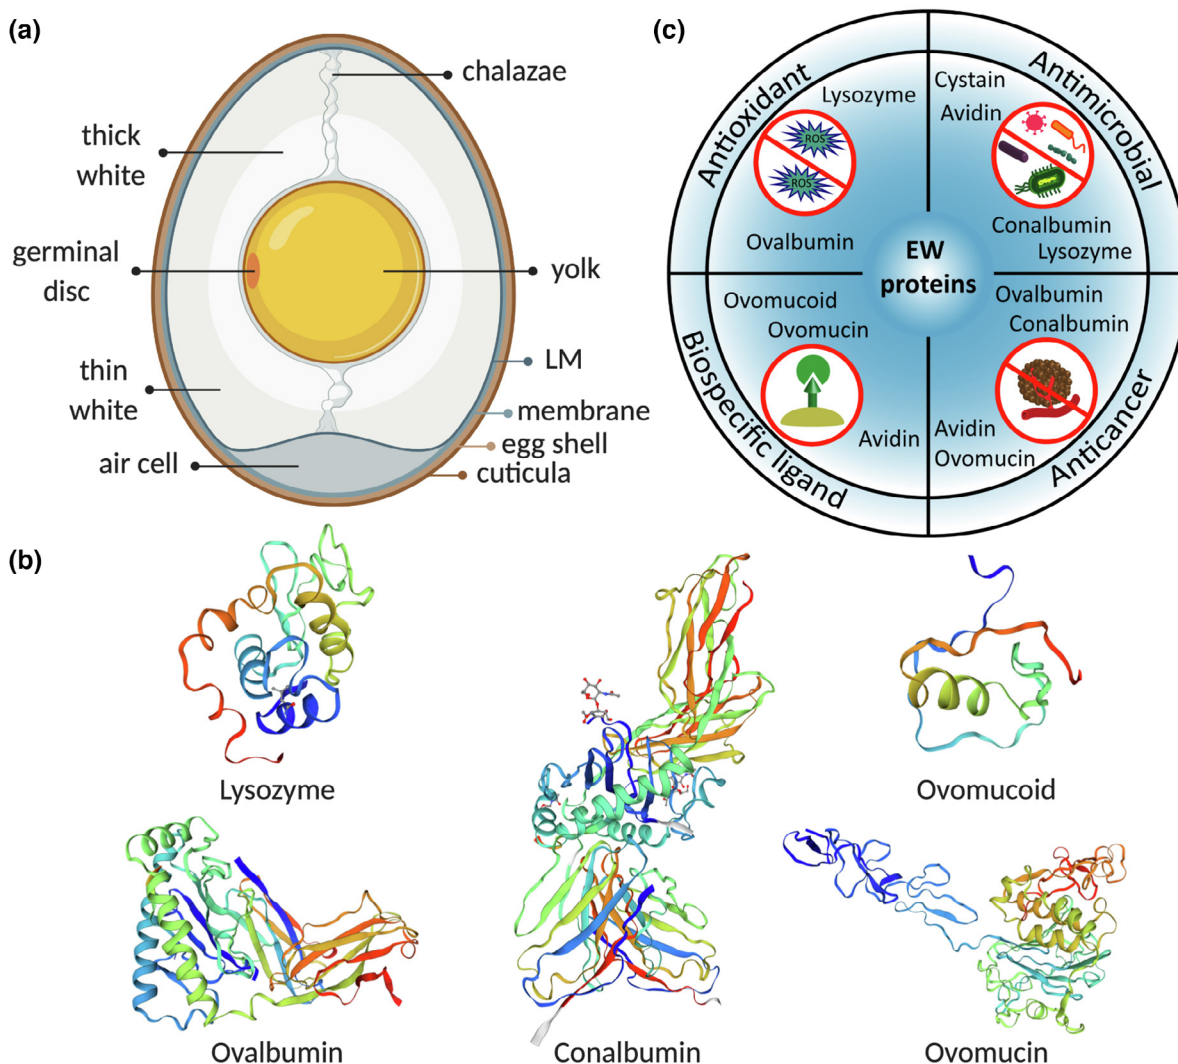 (a)
chalazae
thick
white
germinal
disc
yolk
thin
white
LM
membrane
egg shell
air cell
cuticula
(c)
Antioxidant
Antimicrobial
Lysozyme
Cystain
Avidin
ROS
ROS
Ovalbumin
Conalbumin
Lysozyme
EW
proteins
Ovomucoid
Ovomucin
Avidin
Biospecific ligand
Ovalbumin
Conalbumin
Avidin
Ovomucin
Anticancer
(b)
Lysozyme
Ovomucoid
Ovalbumin
Conalbumin
Ovomucin